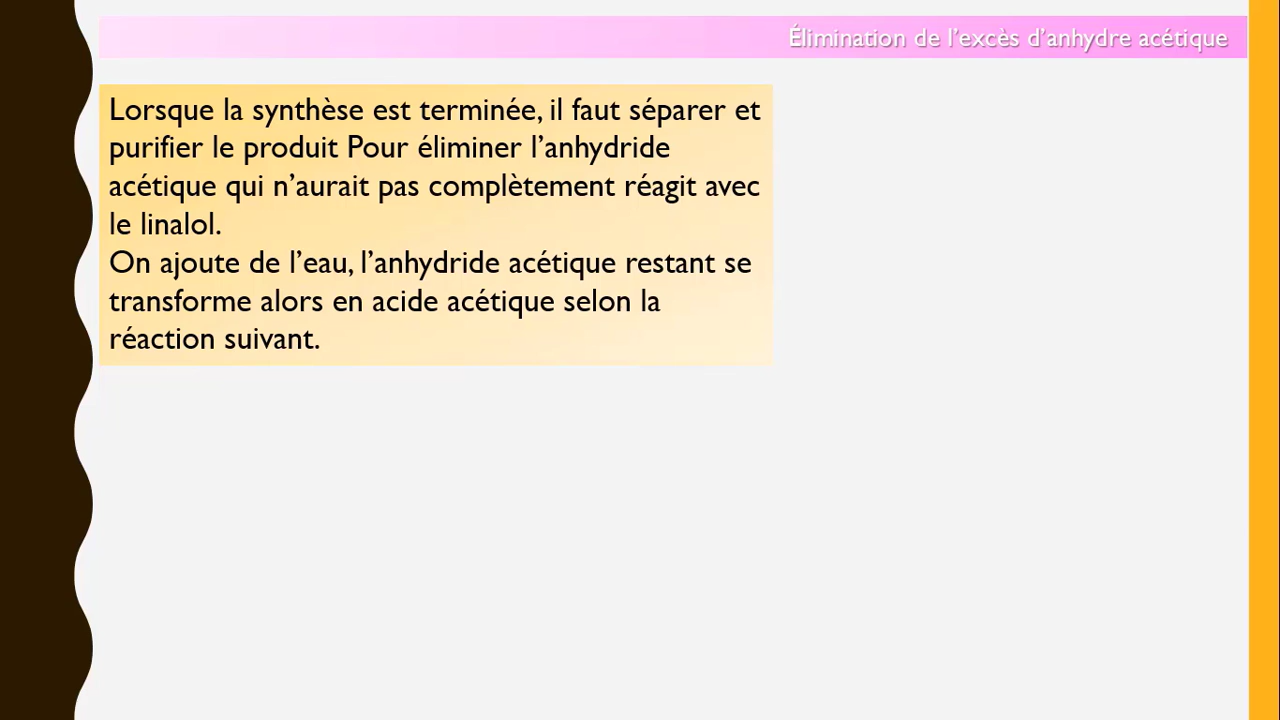 Élimination de l’excès d’anhydre acétique
Lorsque la synthèse est terminée, il faut séparer et
purifier le produit Pour éliminer l’anhydride
acétique qui n’aurait pas complètement réagit avec
le linalol.
On ajoute de l’eau, l’anhydride acétique restant se
transforme alors en acide acétique selon la
réaction suivant.